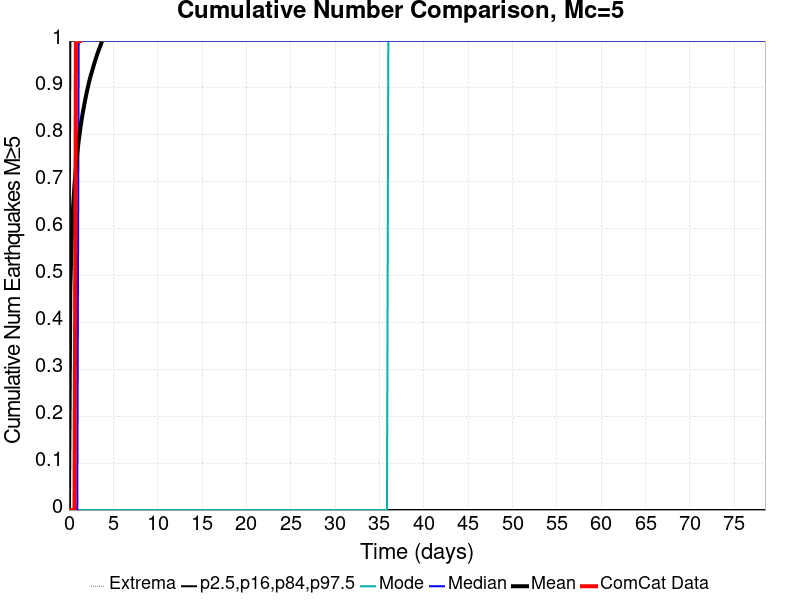 Cumulative Number Comparison, Mc=5
Cumulative Num Earthquakes M≥5
1
0.9
0.8
0.7
0.6
0.5
0.4
0.3
0.2
0.1
0
0 5 10 15 20 25 30 35 40 45 50 55 60 65 70 75
Time (days)
Extrema p2.5,p16,p84,p97.5 Mode Median Mean ComCat Data